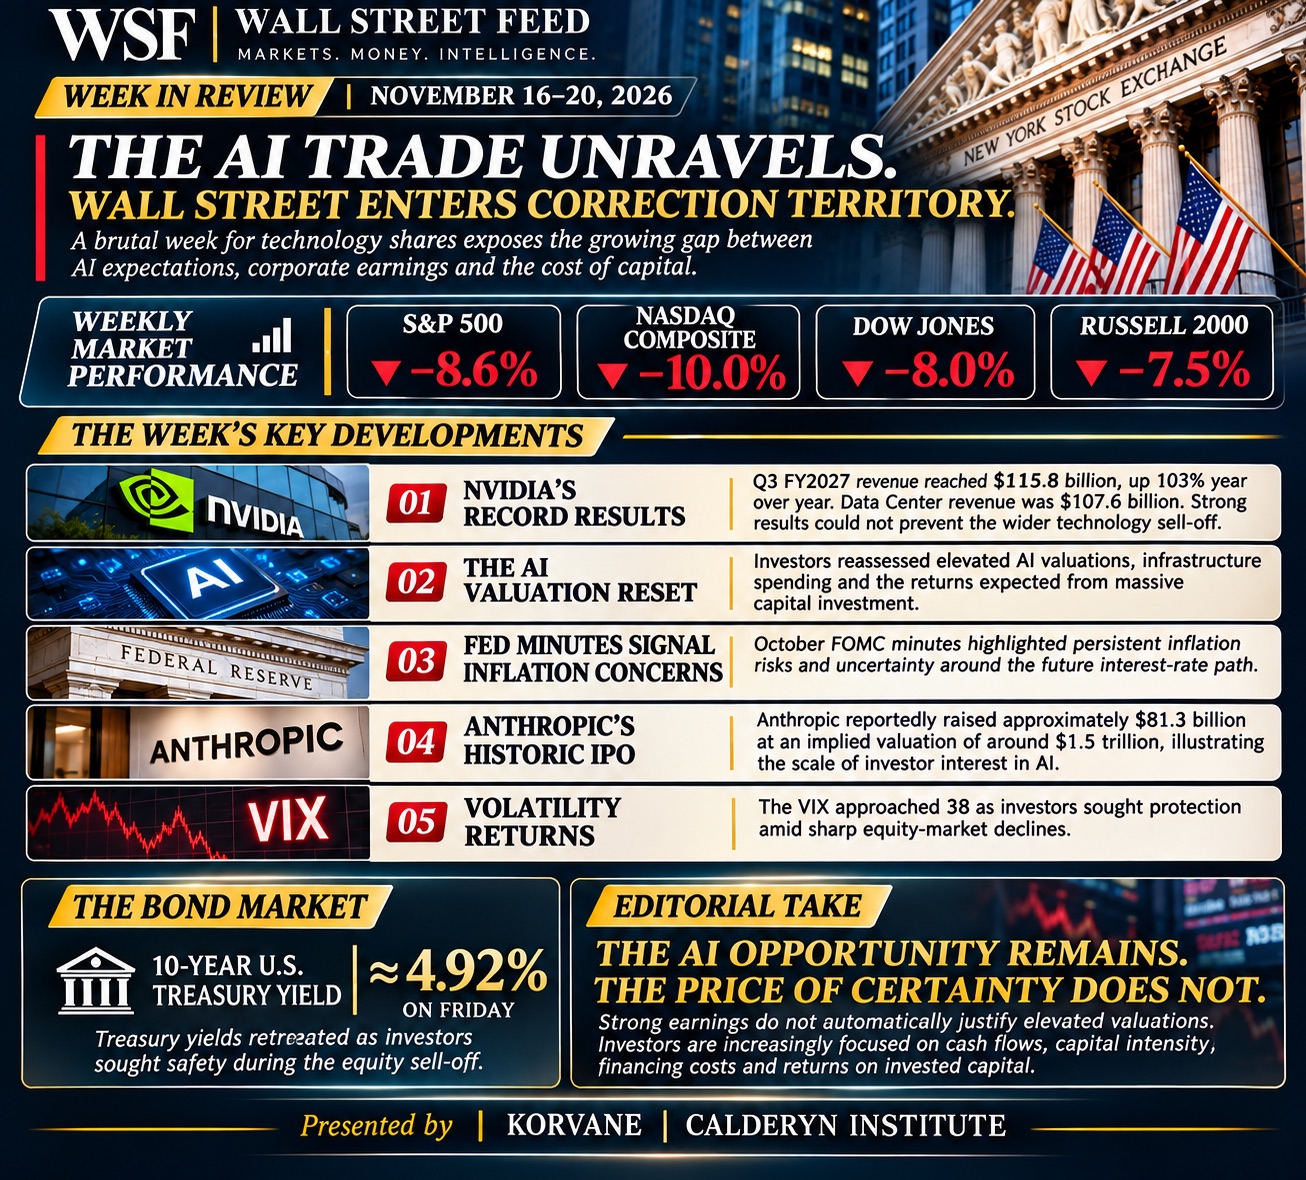 WSF
WALL STREET FEED
MARKETS. MONEY. INTELLIGENCE.
WEEK IN REVIEW
NOVEMBER 16–20, 2026
NEW YORK STOCK EXCHANGE
THE AI TRADE UNRAVELS.
WALL STREET ENTERS CORRECTION TERRITORY.
A brutal week for technology shares exposes the growing gap between
AI expectations, corporate earnings and the cost of capital.
WEEKLY
MARKET
PERFORMANCE
S&P 500
▼ –8.6%
NASDAQ
COMPOSITE
▼ –10.0%
DOW JONES
▼ –8.0%
RUSSELL 2000
▼ –7.5%
THE WEEK'S KEY DEVELOPMENTS
NVIDIA
01
NVIDIA'S
RECORD RESULTS
Q3 FY2027 revenue reached $115.8 billion, up 103% year
over year. Data Center revenue was $107.6 billion. Strong
results could not prevent the wider technology sell-off.
AI
02
THE AI
VALUATION RESET
Investors reassessed elevated AI valuations, infrastructure
spending and the returns expected from massive
capital investment.
FEDERAL RESERVE
03
FED MINUTES SIGNAL
INFLATION CONCERNS
October FOMC minutes highlighted persistent inflation
risks and uncertainty around the future interest-rate path.
ANTHROPIC
04
ANTHROPIC'S
HISTORIC IPO
Anthropic reportedly raised approximately $81.3 billion
at an implied valuation of around $1.5 trillion, illustrating
the scale of investor interest in AI.
VIX
05
VOLATILITY
RETURNS
The VIX approached 38 as investors sought protection
amid sharp equity-market declines.
THE BOND MARKET
10-YEAR U.S.
TREASURY YIELD
≈4.92%
ON FRIDAY
Treasury yields retreated as investors
sought safety during the equity sell-off.
EDITORIAL TAKE
THE AI OPPORTUNITY REMAINS.
THE PRICE OF CERTAINTY DOES NOT.
Strong earnings do not automatically justify elevated valuations.
Investors are increasingly focused on cash flows, capital intensity,
financing costs and returns on invested capital.
Presented by | KORVANE | CALDERYN INSTITUTE